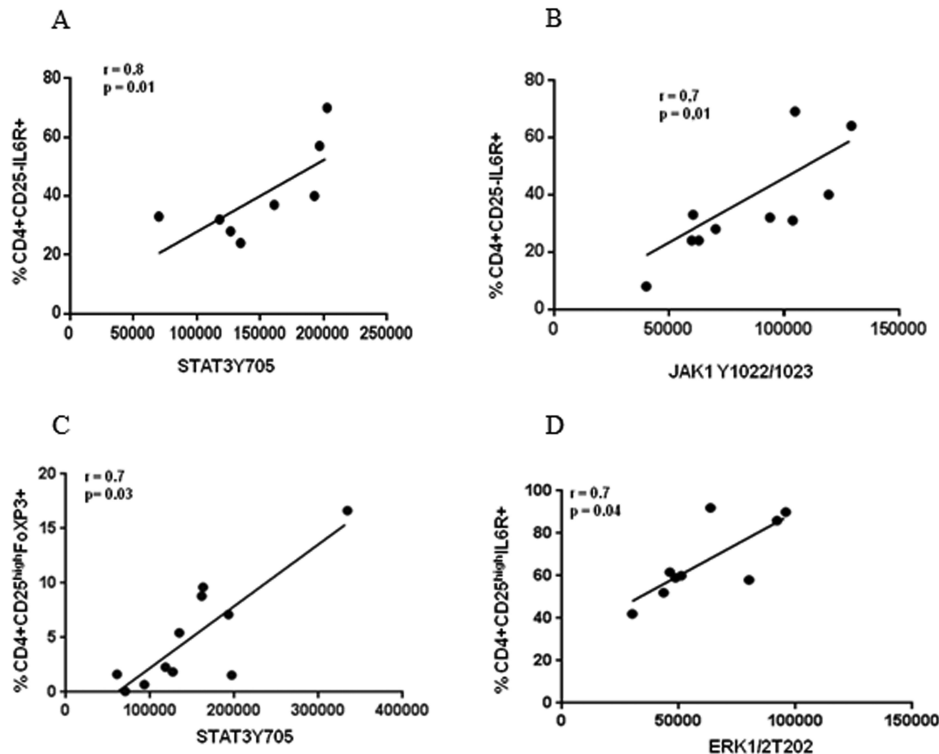 A
r = 0.8
p = 0.01
80
60
40
20
0
% CD4+CD25-IL6R+
0 50000 100000 150000 200000 250000
STAT3Y705
B
r = 0,7
p = 0,01
80
60
40
20
0
% CD4+CD25-IL6R+
0 50000 100000 150000
JAK1 Y1022/1023
C
r = 0.7
p= 0.03
20
15
10
5
0
% CD4+CD25highFoXP3+
0 100000 200000 300000 400000
STAT3Y705
D
r = 0.7
p = 0.04
100
80
60
40
20
0
% CD4+CD25highIL6R+
0 50000 100000 150000
ERK1/2T202